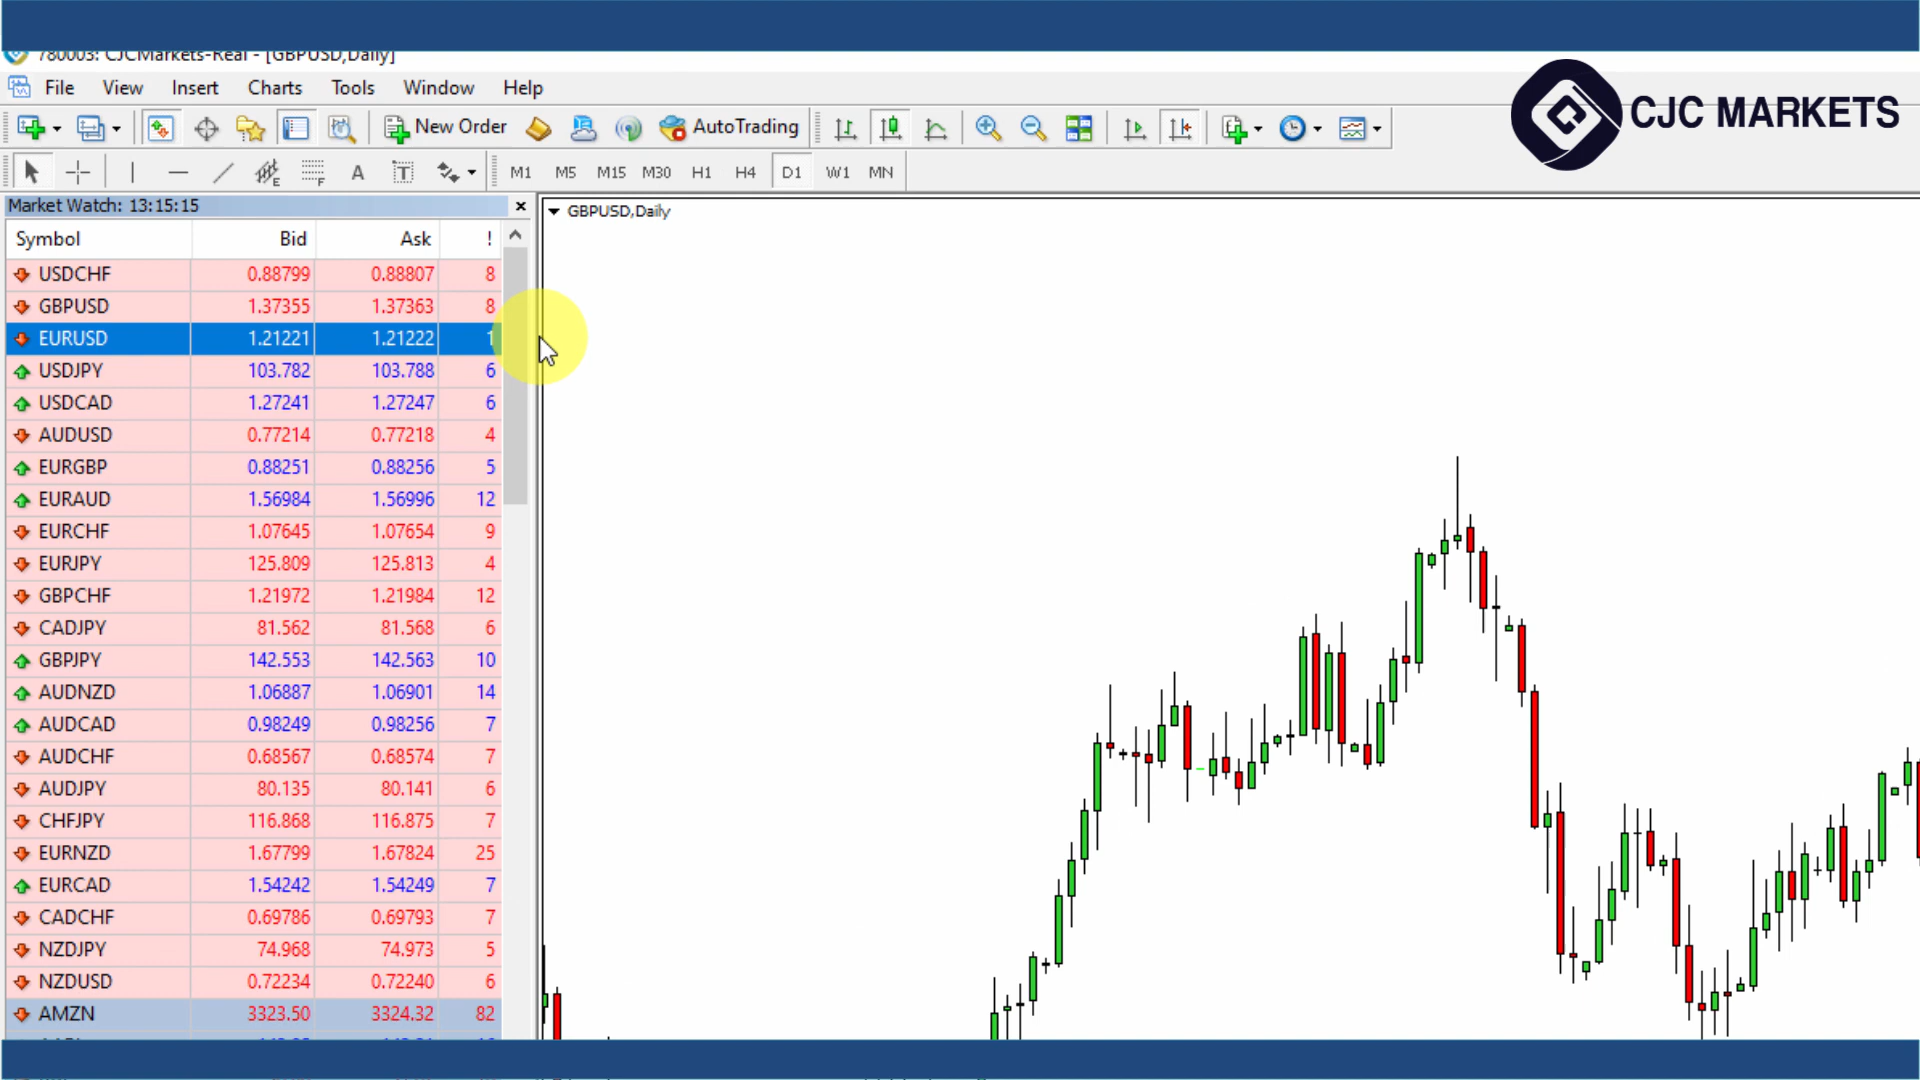 780003: CJCMarkets-Real - [GBPUSD,Daily]
CJC MARKETS
File View Insert Charts Tools Window Help
New Order AutoTrading
E F A T M1 M5 M15 M30 H1 H4 D1 W1 MN
Market Watch: 13:15:15
GBPUSD,Daily
Symbol Bid Ask !
USDCHF 0.88799 0.88807 8
GBPUSD 1.37355 1.37363 8
EURUSD 1.21221 1.21222 1
USDJPY 103.782 103.788 6
USDCAD 1.27241 1.27247 6
AUDUSD 0.77214 0.77218 4
EURGBP 0.88251 0.88256 5
EURAUD 1.56984 1.56996 12
EURCHF 1.07645 1.07654 9
EURJPY 125.809 125.813 4
GBPCHF 1.21972 1.21984 12
CADJPY 81.562 81.568 6
GBPJPY 142.553 142.563 10
AUDNZD 1.06887 1.06901 14
AUDCAD 0.98249 0.98256 7
AUDCHF 0.68567 0.68574 7
AUDJPY 80.135 80.141 6
CHFJPY 116.868 116.875 7
EURNZD 1.67799 1.67824 25
EURCAD 1.54242 1.54249 7
CADCHF 0.69786 0.69793 7
NZDJPY 74.968 74.973 5
NZDUSD 0.72234 0.72240 6
AMZN 3323.50 3324.32 82